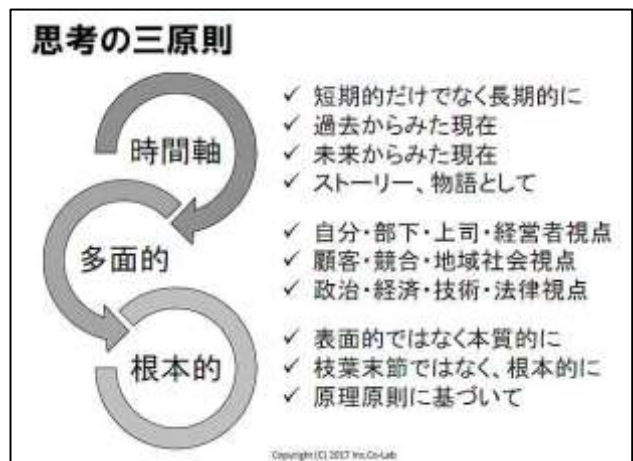 思考の三原則
時間軸
✓ 短期的だけでなく長期的に
✓ 過去からみた現在
✓ 未来からみた現在
✓ ストーリー、物語として
多面的
✓ 自分・部下・上司・経営者視点
✓ 顧客・競合・地域社会視点
✓ 政治・経済・技術・法律視点
根本的
✓ 表面的ではなく本質的に
✓ 枝葉末節ではなく、根本的に
✓ 原理原則に基づいて
Copyright (C) 2017 Ins.Co-Lab